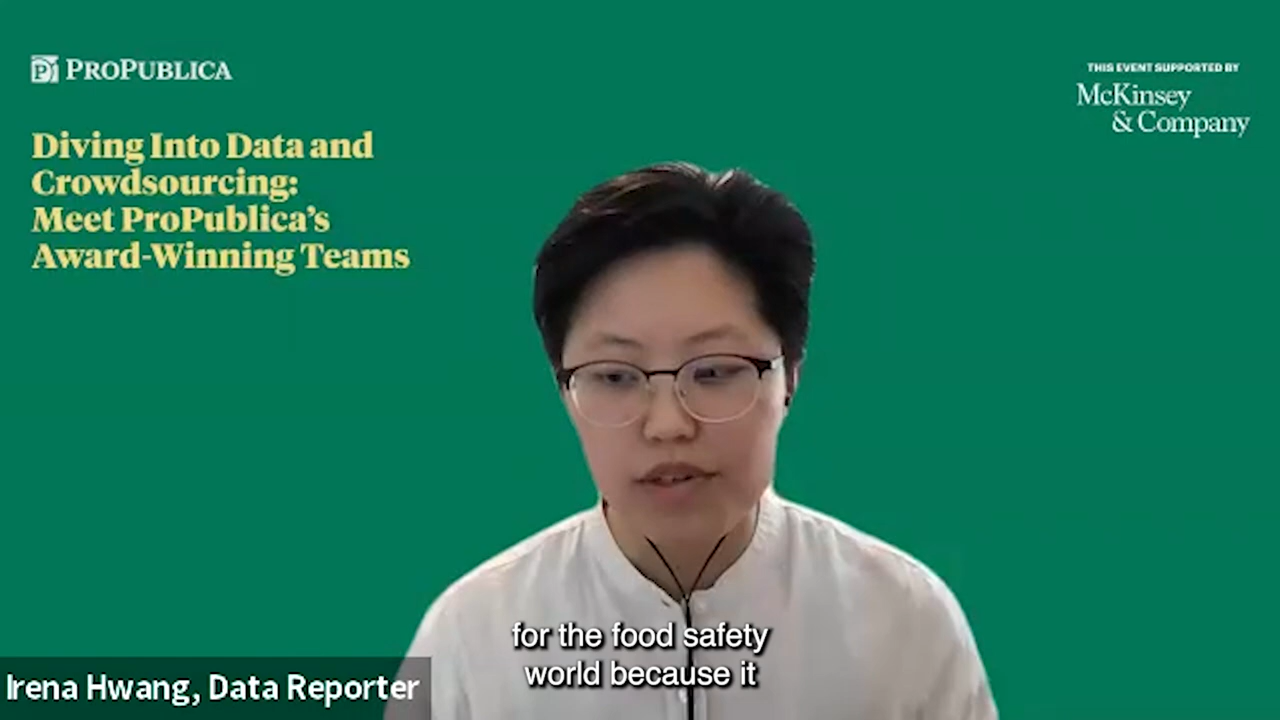 PROPUBLICA
THIS EVENT SUPPORTED BY
McKinsey
& Company
Diving Into Data and
Crowdsourcing:
Meet ProPublica's
Award-Winning Teams
for the food safety
world because it
Irena Hwang, Data Reporter